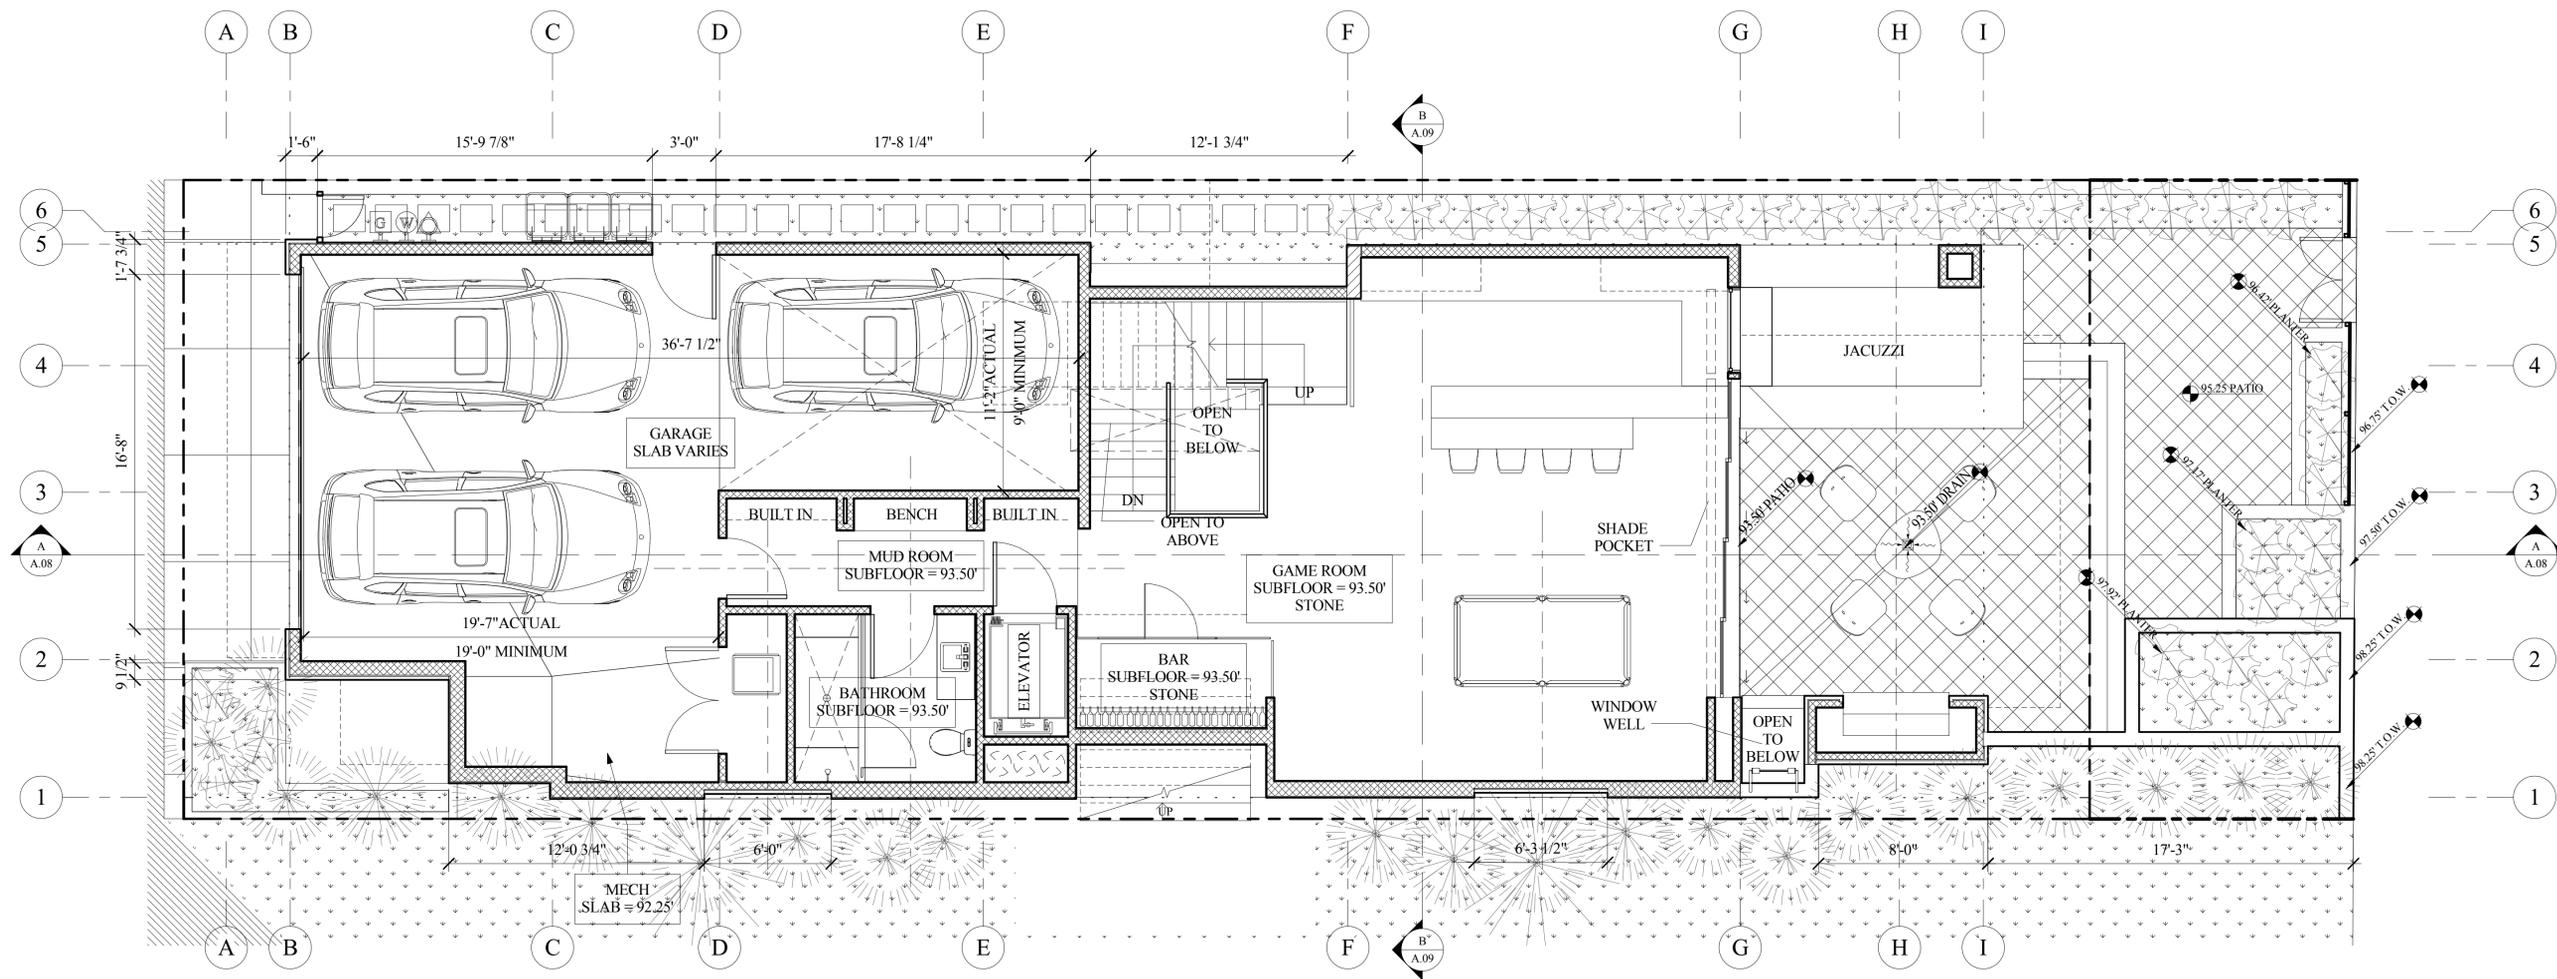 A B C D E F G H I
B
A.09
1'-6" 15'-9 7/8" 3'-0" 17'-8 1/4" 12'-1 3/4"
6 6
5 5
G W
1'-7 3/4"
96.42' PLANTER
36'-7 1/2"
11'-2" ACTUAL
9'-0" MINIMUM
JACUZZI
4 4
UP
95.25 PATIO
96.75' T.O.W.
OPEN
TO
BELOW
GARAGE
SLAB VARIES
16'-8"
97.17' PLANTER
3 3
DN
93.50' PATIO
93.50' DRAIN
97.50' T.O.W.
BUILT IN BENCH BUILT IN
OPEN TO
ABOVE
SHADE
POCKET
A
A.08
A
A.08
MUD ROOM
SUBFLOOR = 93.50'
GAME ROOM
SUBFLOOR = 93.50'
STONE
97.92' PLANTER
19'-7" ACTUAL
19'-0" MINIMUM
98.25' T.O.W.
2 2
9 1/2"
ELEVATOR
BAR
SUBFLOOR = 93.50'
STONE
BATHROOM
SUBFLOOR = 93.50'
WINDOW
WELL
OPEN
TO
BELOW
98.25' T.O.W.
1 1
UP
12'-0 3/4" 6'-0" 6'-3 1/2" 8'-0" 17'-3"
MECH
SLAB = 92.25'
A B C D E F G H I
B
A.09